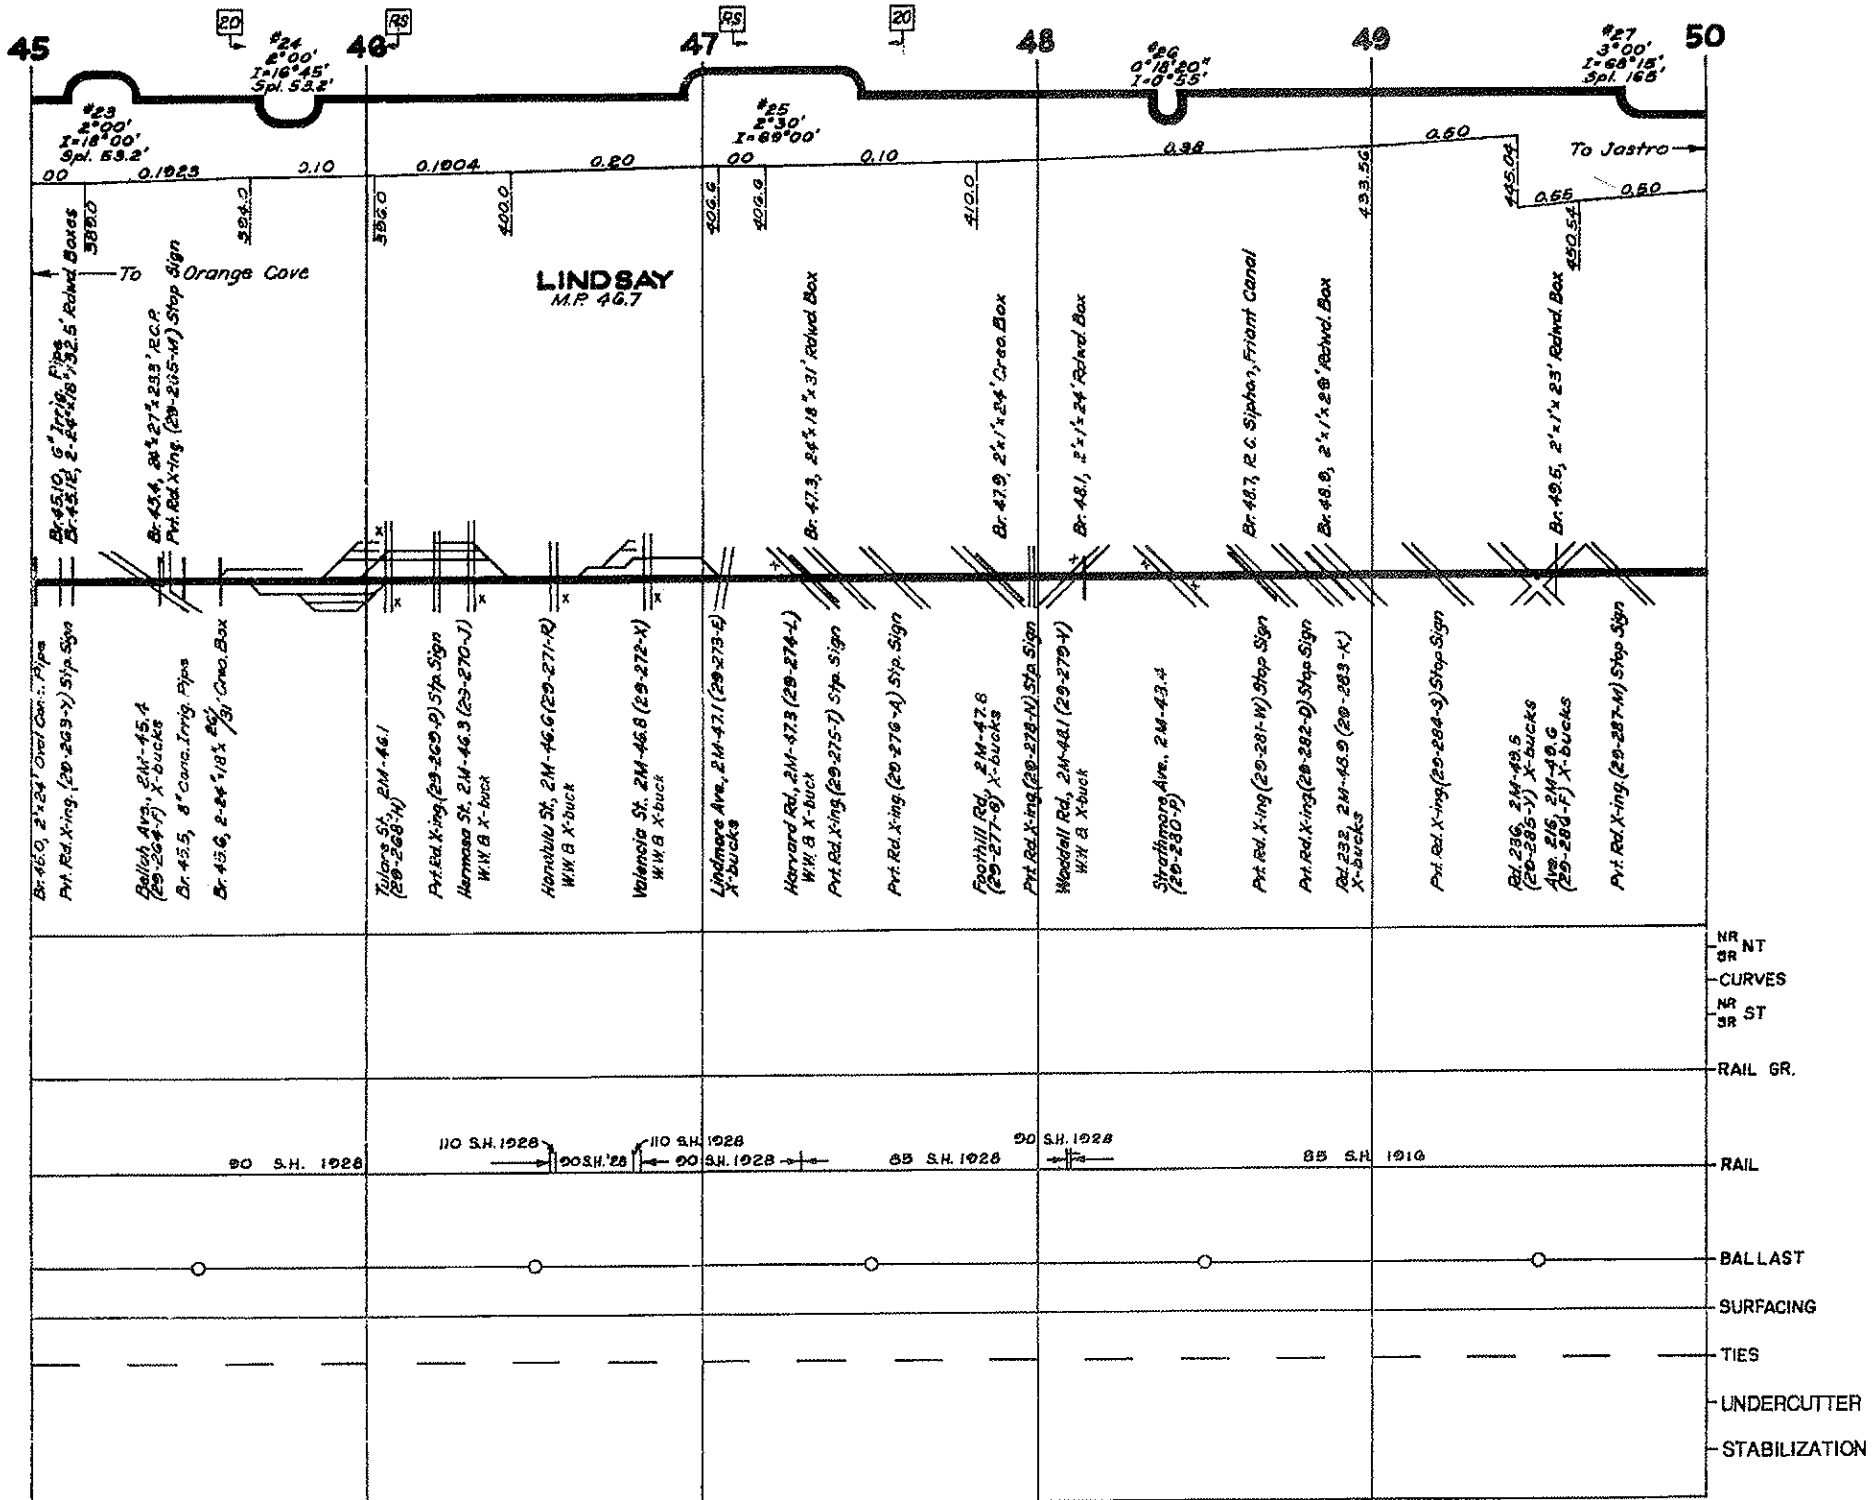 20
RS
RS
20
45
46
47
48
49
50
#24
2°00'
I=16°45'
Spl. 53.2'
#26
0°18'20"
I=8°55'
#27
3°00'
I=68°15'
Spl. 165'
#23
2°00'
I=18°00'
Spl. 53.2'
#25
2°30'
I=89°00'
0.0
0.1923
0.10
0.1904
0.20
0.0
0.10
0.38
0.60
0.55
0.50
To Jastro
394.0
396.0
400.0
406.6
406.6
410.0
433.56
445.04
450.54
To Orange Cove
LINDSAY
M.P. 46.7
Br. 45.10, 6" Irrig. Pipe
Br. 45.12, 2-24"x18"/32.5' Rdwd Boxes
Br. 45.4, 24"x27"x23.3' R.C.P.
Pvt. Rd. X-ing. (29-265-M) Stop Sign
Br. 47.3, 24"x18"x31' Rdwd Box
Br. 47.9, 2'x1'x24' Creo. Box
Br. 48.1, 2'x1'x24' Rdwd. Box
Br. 48.7, R.C. Siphon, Friant Canal
Br. 48.8, 2'x1'x28' Rdwd. Box
Br. 49.5, 2'x1'x23' Rdwd. Box
Br. 45.0, 2'x24' Oval Conc. Pipe
Pvt. Rd. X-ing. (29-263-Y) Stp. Sign
Ballah Ave., 2M-45.4
(29-264-F) X-bucks
Br. 45.5, 8" Conc. Irrig. Pipe
Br. 45.6, 2-24"x18"x 26'/31' Creo. Box
Tulare St., 2M-46.1
(29-268-H)
Pvt. Rd. X-ing. (29-269-P) Stp. Sign
Hermosa St. 2M-46.3 (29-270-J)
W.W. & X-buck
Honolulu St., 2M-46.6 (29-271-R)
W.W. & X-buck
Valencia St. 2M-46.8 (29-272-X)
W.W. & X-buck
Lindmore Ave., 2M-47.1 (29-273-E)
X-bucks
Harvard Rd., 2M-47.3 (29-274-L)
W.W. & X-buck
Pvt. Rd. X-ing (29-275-T) Stp. Sign
Pvt. Rd. X-ing. (29-276-A) Stp. Sign
Foothill Rd., 2M-47.8
(29-277-G) X-bucks
Pvt. Rd. X-ing. (29-278-N) Stp. Sign
Waddell Rd., 2M-48.1 (29-279-V)
W.W. & X-buck
Strathmore Ave., 2M-48.4
(29-280-P)
Pvt. Rd. X-ing (29-281-W) Stop Sign
Pvt. Rd. X-ing (29-282-D) Stop Sign
Rd. 232, 2M-48.9 (29-283-K)
X-bucks
Pvt. Rd. X-ing (29-284-S) Stop Sign
Rd. 236, 2M-49.5
(29-285-Y) X-bucks
Ave. 216, 2M-49.6
(29-286-F) X-bucks
Pvt. Rd. X-ing. (29-287-M) Stop Sign
x
x
x
x
x
x
x
x
x
NR NT
SR
CURVES
NR ST
SR
RAIL GR.
90 S.H. 1928
110 S.H. 1928
90 S.H. '28
110 S.H. 1928
90 S.H. 1928
85 S.H. 1928
90 S.H. 1928
85 S.H. 1910
RAIL
BALLAST
SURFACING
TIES
UNDERCUTTER
STABILIZATION